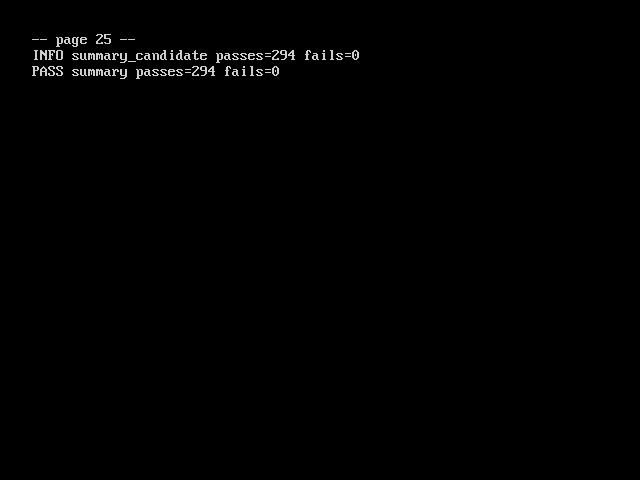 -- page 25 --
INFO summary_candidate passes=294 fails=0
PASS summary passes=294 fails=0